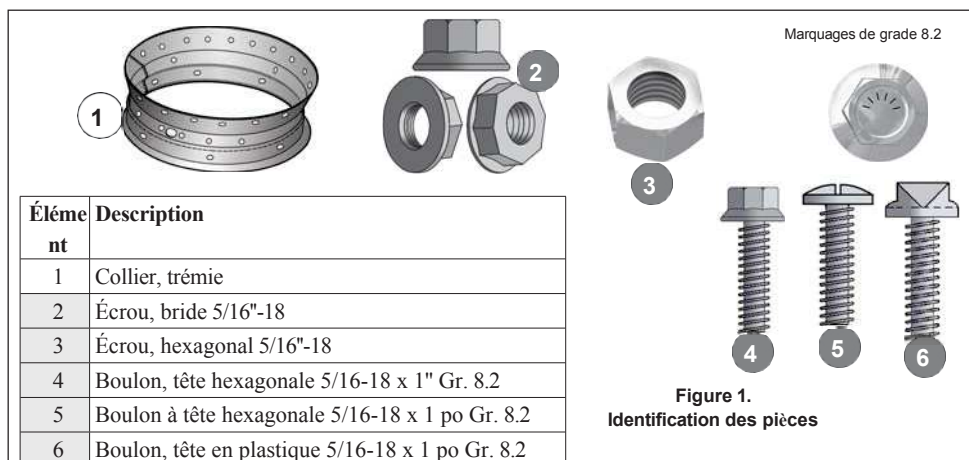 Marquages de grade 8.2
1
2
3
4
5
6
Élément Description
1 Collier, trémie
2 Écrou, bride 5/16"-18
3 Écrou, hexagonal 5/16"-18
4 Boulon, tête hexagonale 5/16-18 x 1" Gr. 8.2
5 Boulon à tête hexagonale 5/16-18 x 1 po Gr. 8.2
6 Boulon, tête en plastique 5/16-18 x 1 po Gr. 8.2
Figure 1.
Identification des pièces